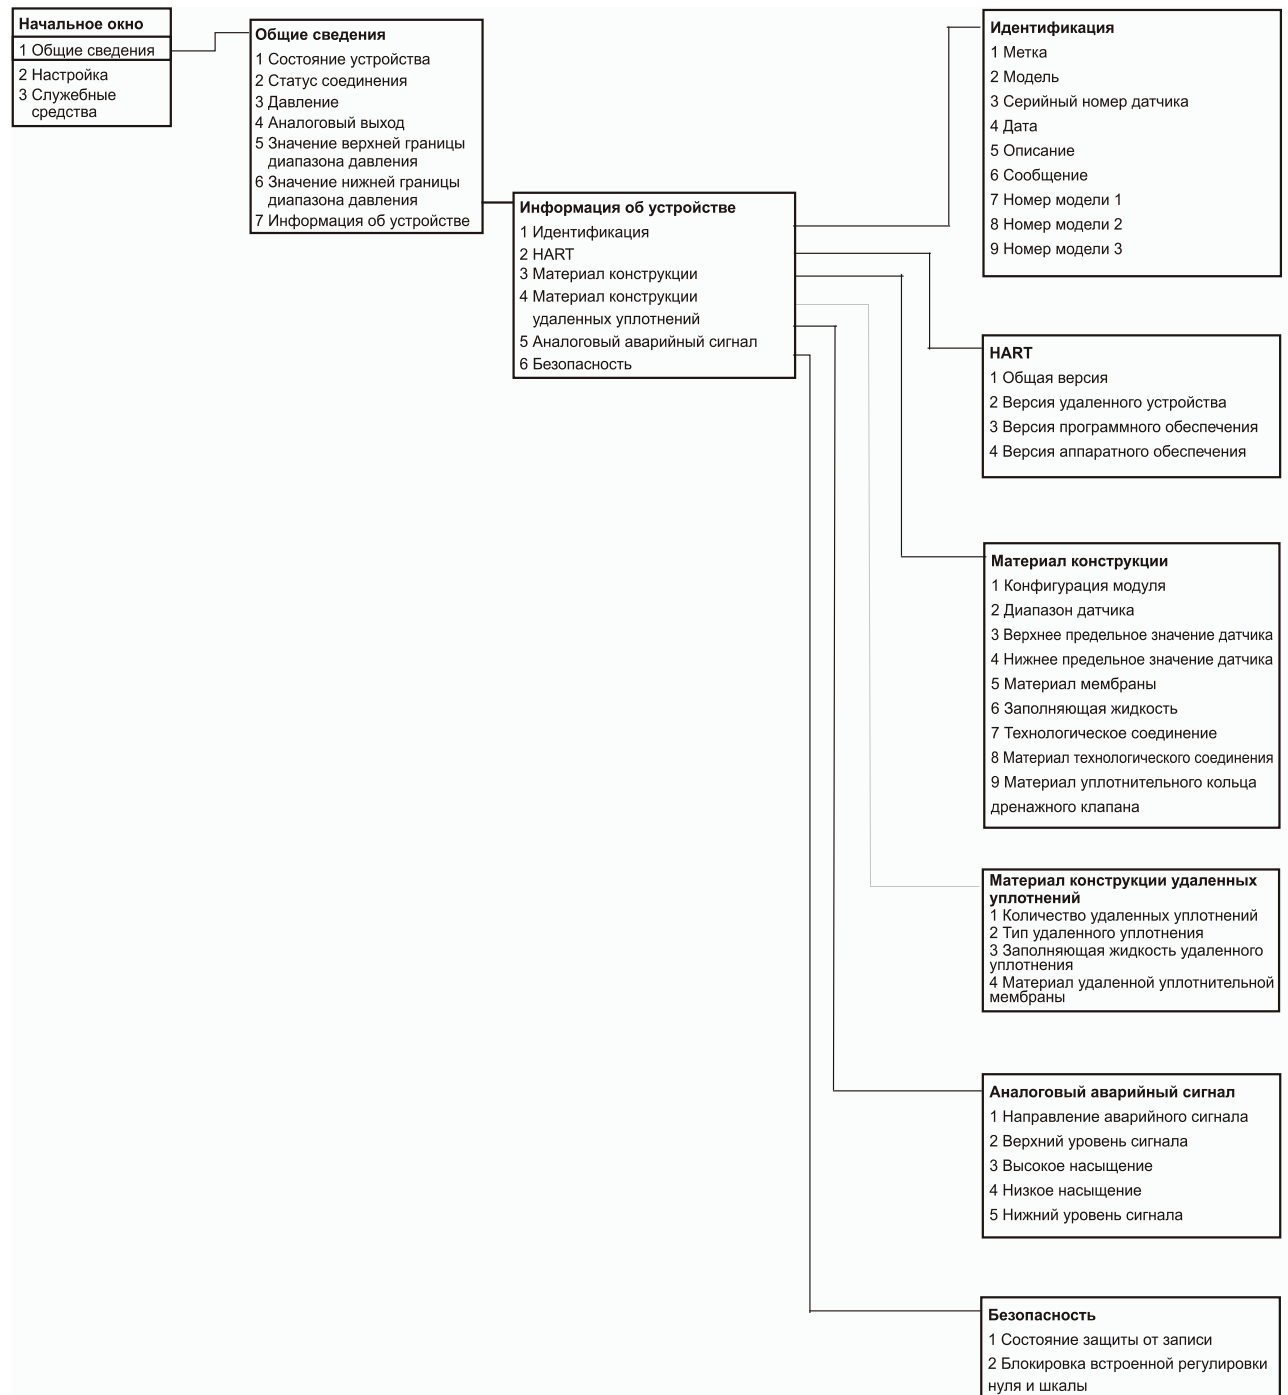 Начальное окно
1 Общие сведения
2 Настройка
3 Служебные
средства
Общие сведения
1 Состояние устройства
2 Статус соединения
3 Давление
4 Аналоговый выход
5 Значение верхней границы
диапазона давления
6 Значение нижней границы
диапазона давления
7 Информация об устройстве
Информация об устройстве
1 Идентификация
2 HART
3 Материал конструкции
4 Материал конструкции
удаленных уплотнений
5 Аналоговый аварийный сигнал
6 Безопасность
Идентификация
1 Метка
2 Модель
3 Серийный номер датчика
4 Дата
5 Описание
6 Сообщение
7 Номер модели 1
8 Номер модели 2
9 Номер модели 3
HART
1 Общая версия
2 Версия удаленного устройства
3 Версия программного обеспечения
4 Версия аппаратного обеспечения
Материал конструкции
1 Конфигурация модуля
2 Диапазон датчика
3 Верхнее предельное значение датчика
4 Нижнее предельное значение датчика
5 Материал мембраны
6 Заполняющая жидкость
7 Технологическое соединение
8 Материал технологического соединения
9 Материал уплотнительного кольца
дренажного клапана
Материал конструкции удаленных
уплотнений
1 Количество удаленных уплотнений
2 Тип удаленного уплотнения
3 Заполняющая жидкость удаленного
уплотнения
4 Материал удаленной уплотнительной
мембраны
Аналоговый аварийный сигнал
1 Направление аварийного сигнала
2 Верхний уровень сигнала
3 Высокое насыщение
4 Низкое насыщение
5 Нижний уровень сигнала
Безопасность
1 Состояние защиты от записи
2 Блокировка встроенной регулировки
нуля и шкалы